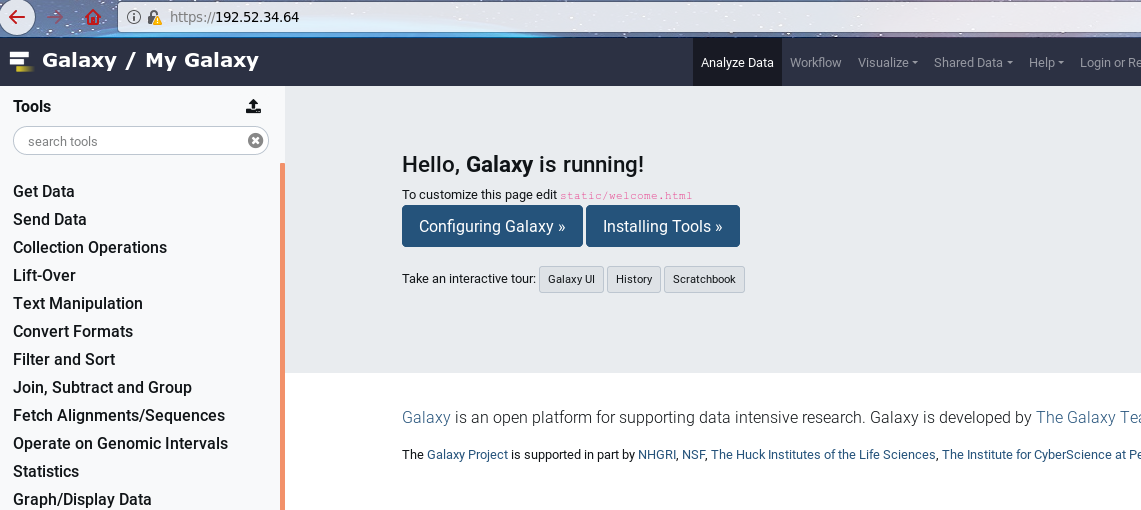 https://192.52.34.64
Galaxy / My Galaxy
Analyze Data Workflow Visualize Shared Data Help Login or Re
Tools
search tools
Get Data
Send Data
Collection Operations
Lift-Over
Text Manipulation
Convert Formats
Filter and Sort
Join, Subtract and Group
Fetch Alignments/Sequences
Operate on Genomic Intervals
Statistics
Graph/Display Data
Hello, Galaxy is running!
To customize this page edit static/welcome.html
Configuring Galaxy » Installing Tools »
Take an interactive tour: Galaxy UI History Scratchbook
Galaxy is an open platform for supporting data intensive research. Galaxy is developed by The Galaxy Tea
The Galaxy Project is supported in part by NHGRI, NSF, The Huck Institutes of the Life Sciences, The Institute for CyberScience at Pe